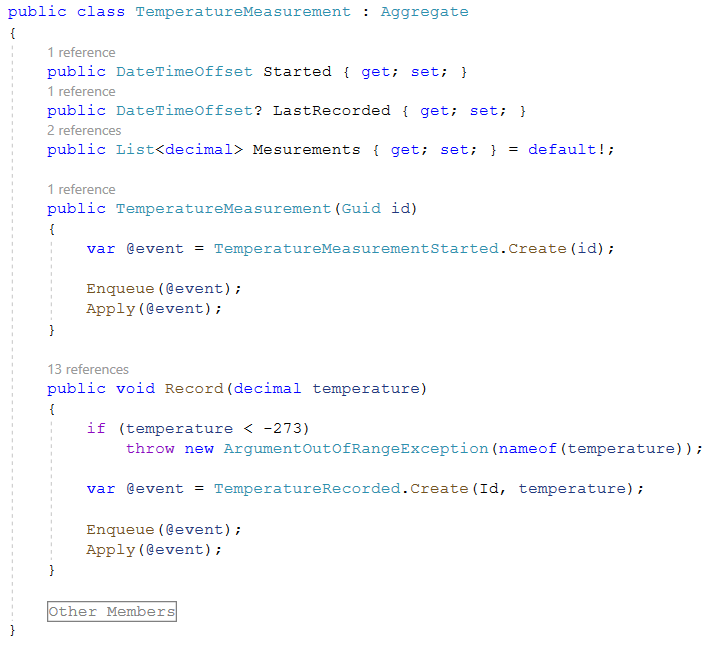 public class TemperatureMeasurement : Aggregate
{
1 reference
public DateTimeOffset Started { get; set; }
1 reference
public DateTimeOffset? LastRecorded { get; set; }
2 references
public List<decimal> Mesurements { get; set; } = default!;
1 reference
public TemperatureMeasurement(Guid id)
{
var @event = TemperatureMeasurementStarted.Create(id);
Enqueue(@event);
Apply(@event);
}
13 references
public void Record(decimal temperature)
{
if (temperature < -273)
throw new ArgumentOutOfRangeException(nameof(temperature));
var @event = TemperatureRecorded.Create(Id, temperature);
Enqueue(@event);
Apply(@event);
}
Other Members
}